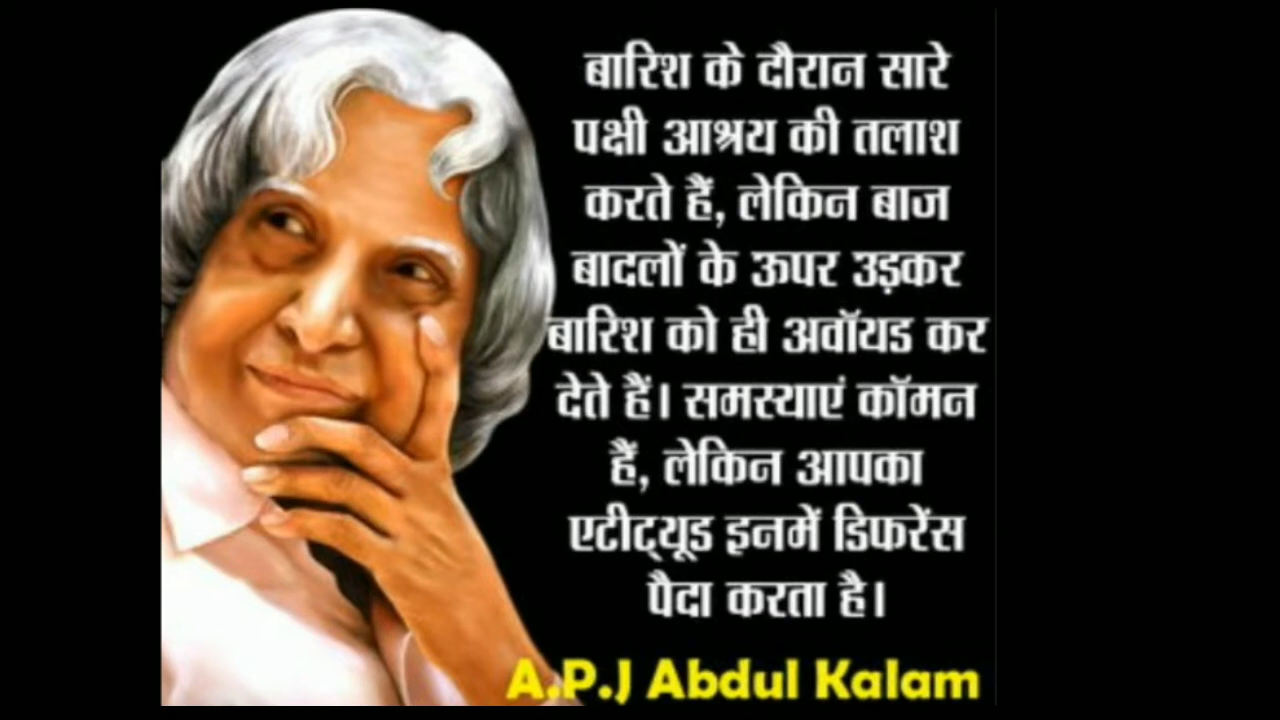 बारिश के दौरान सारे
पक्षी आश्रय की तलाश
करते हैं, लेकिन बाज
बादलों के ऊपर उड़कर
बारिश को ही अवॉयड कर
देते हैं। समस्याएं कॉमन
हैं, लेकिन आपका
एटीट्यूड इनमें डिफरेंस
पैदा करता है।
A.P.J Abdul Kalam